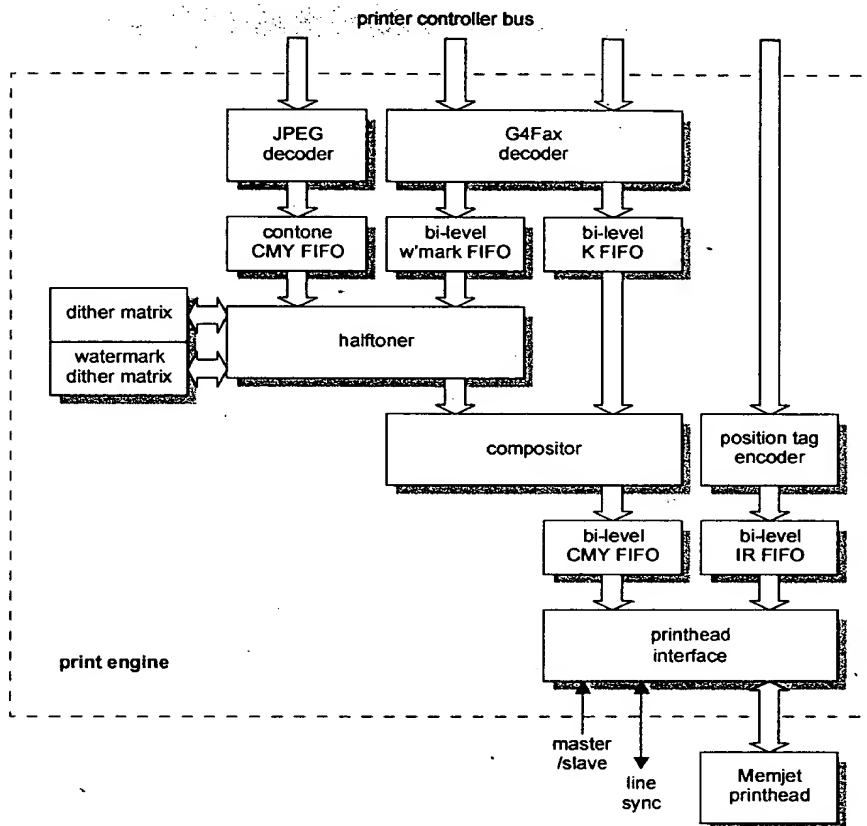 printer controller bus
JPEG
decoder
G4Fax
decoder
contone
CMY FIFO
bi-level
w'mark FIFO
bi-level
K FIFO
dither matrix
watermark
dither matrix
halftoner
compositor
position tag
encoder
bi-level
CMY FIFO
bi-level
IR FIFO
printhead
interface
print engine
master
/slave
line
sync
Memjet
printhead